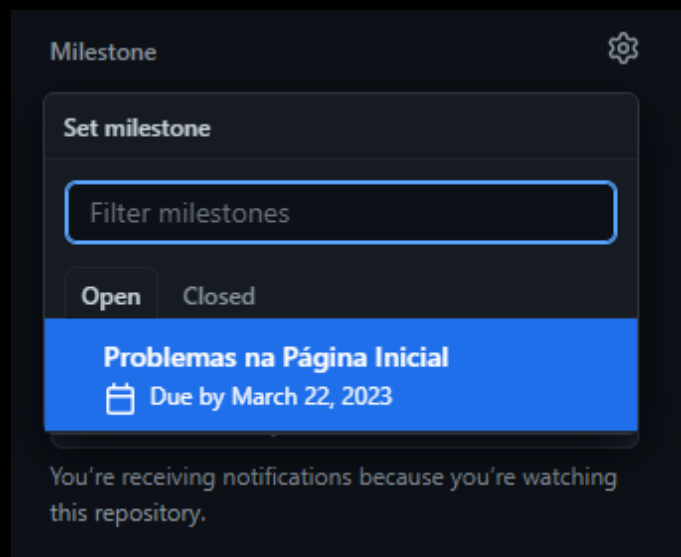 Milestone
Set milestone
Filter milestones
Open Closed
Problemas na Página Inicial
Due by March 22, 2023
You're receiving notifications because you're watching
this repository.